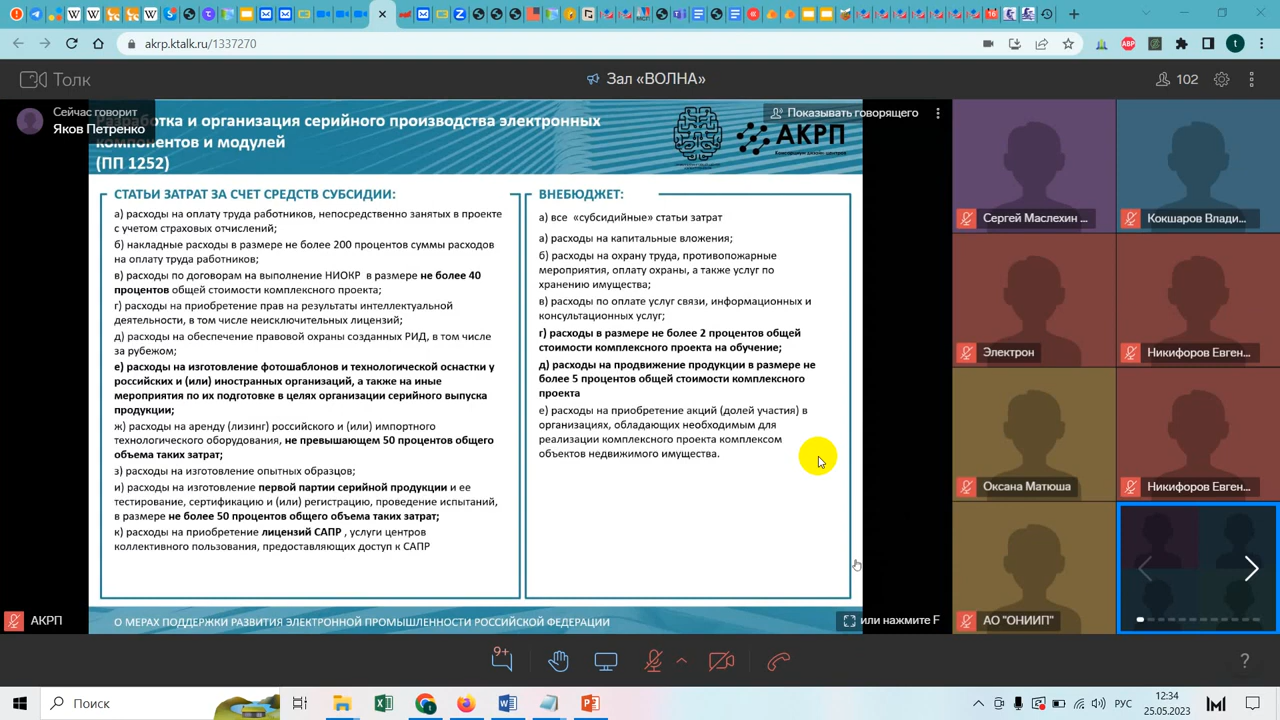 akrp.ktalk.ru/1337270
Толк
Зал «ВОЛНА»
102
Сейчас говорит
Яков Петренко
Показывать говорящего
Разработка и организация серийного производства электронных
компонентов и модулей
(ПП 1252)
АКРП
СТАТЬИ ЗАТРАТ ЗА СЧЕТ СРЕДСТВ СУБСИДИИ:
а) расходы на оплату труда работников, непосредственно занятых в проекте
с учетом страховых отчислений;
б) накладные расходы в размере не более 200 процентов суммы расходов
на оплату труда работников;
в) расходы по договорам на выполнение НИОКР в размере не более 40
процентов общей стоимости комплексного проекта;
г) расходы на приобретение прав на результаты интеллектуальной
деятельности, в том числе неисключительных лицензий;
д) расходы на обеспечение правовой охраны созданных РИД, в том числе
за рубежом;
е) расходы на изготовление фотошаблонов и технологической оснастки у
российских и (или) иностранных организаций, а также на иные
мероприятия по их подготовке в целях организации серийного выпуска
продукции;
ж) расходы на аренду (лизинг) российского и (или) импортного
технологического оборудования, не превышающем 50 процентов общего
объема таких затрат;
з) расходы на изготовление опытных образцов;
и) расходы на изготовление первой партии серийной продукции и ее
тестирование, сертификацию и (или) регистрацию, проведение испытаний,
в размере не более 50 процентов общего объема таких затрат;
к) расходы на приобретение лицензий САПР , услуги центров
коллективного пользования, предоставляющих доступ к САПР
ВНЕБЮДЖЕТ:
а) все «субсидийные» статьи затрат
а) расходы на капитальные вложения;
б) расходы на охрану труда, противопожарные
мероприятия, оплату охраны, а также услуг по
хранению имущества;
в) расходы по оплате услуг связи, информационных и
консультационных услуг;
г) расходы в размере не более 2 процентов общей
стоимости комплексного проекта на обучение;
д) расходы на продвижение продукции в размере не
более 5 процентов общей стоимости комплексного
проекта
е) расходы на приобретение акций (долей участия) в
организациях, обладающих необходимым для
реализации комплексного проекта комплексом
объектов недвижимого имущества.
О МЕРАХ ПОДДЕРЖКИ РАЗВИТИЯ ЭЛЕКТРОННОЙ ПРОМЫШЛЕННОСТИ РОССИЙСКОЙ ФЕДЕРАЦИИ
АКРП
или нажмите F
Сергей Маслехин ...
Кокшаров Влади...
Электрон
Никифоров Евген...
Оксана Матюша
Никифоров Евген...
АО "ОНИИП"
9+
?
Поиск
РУС
12:34
25.05.2023